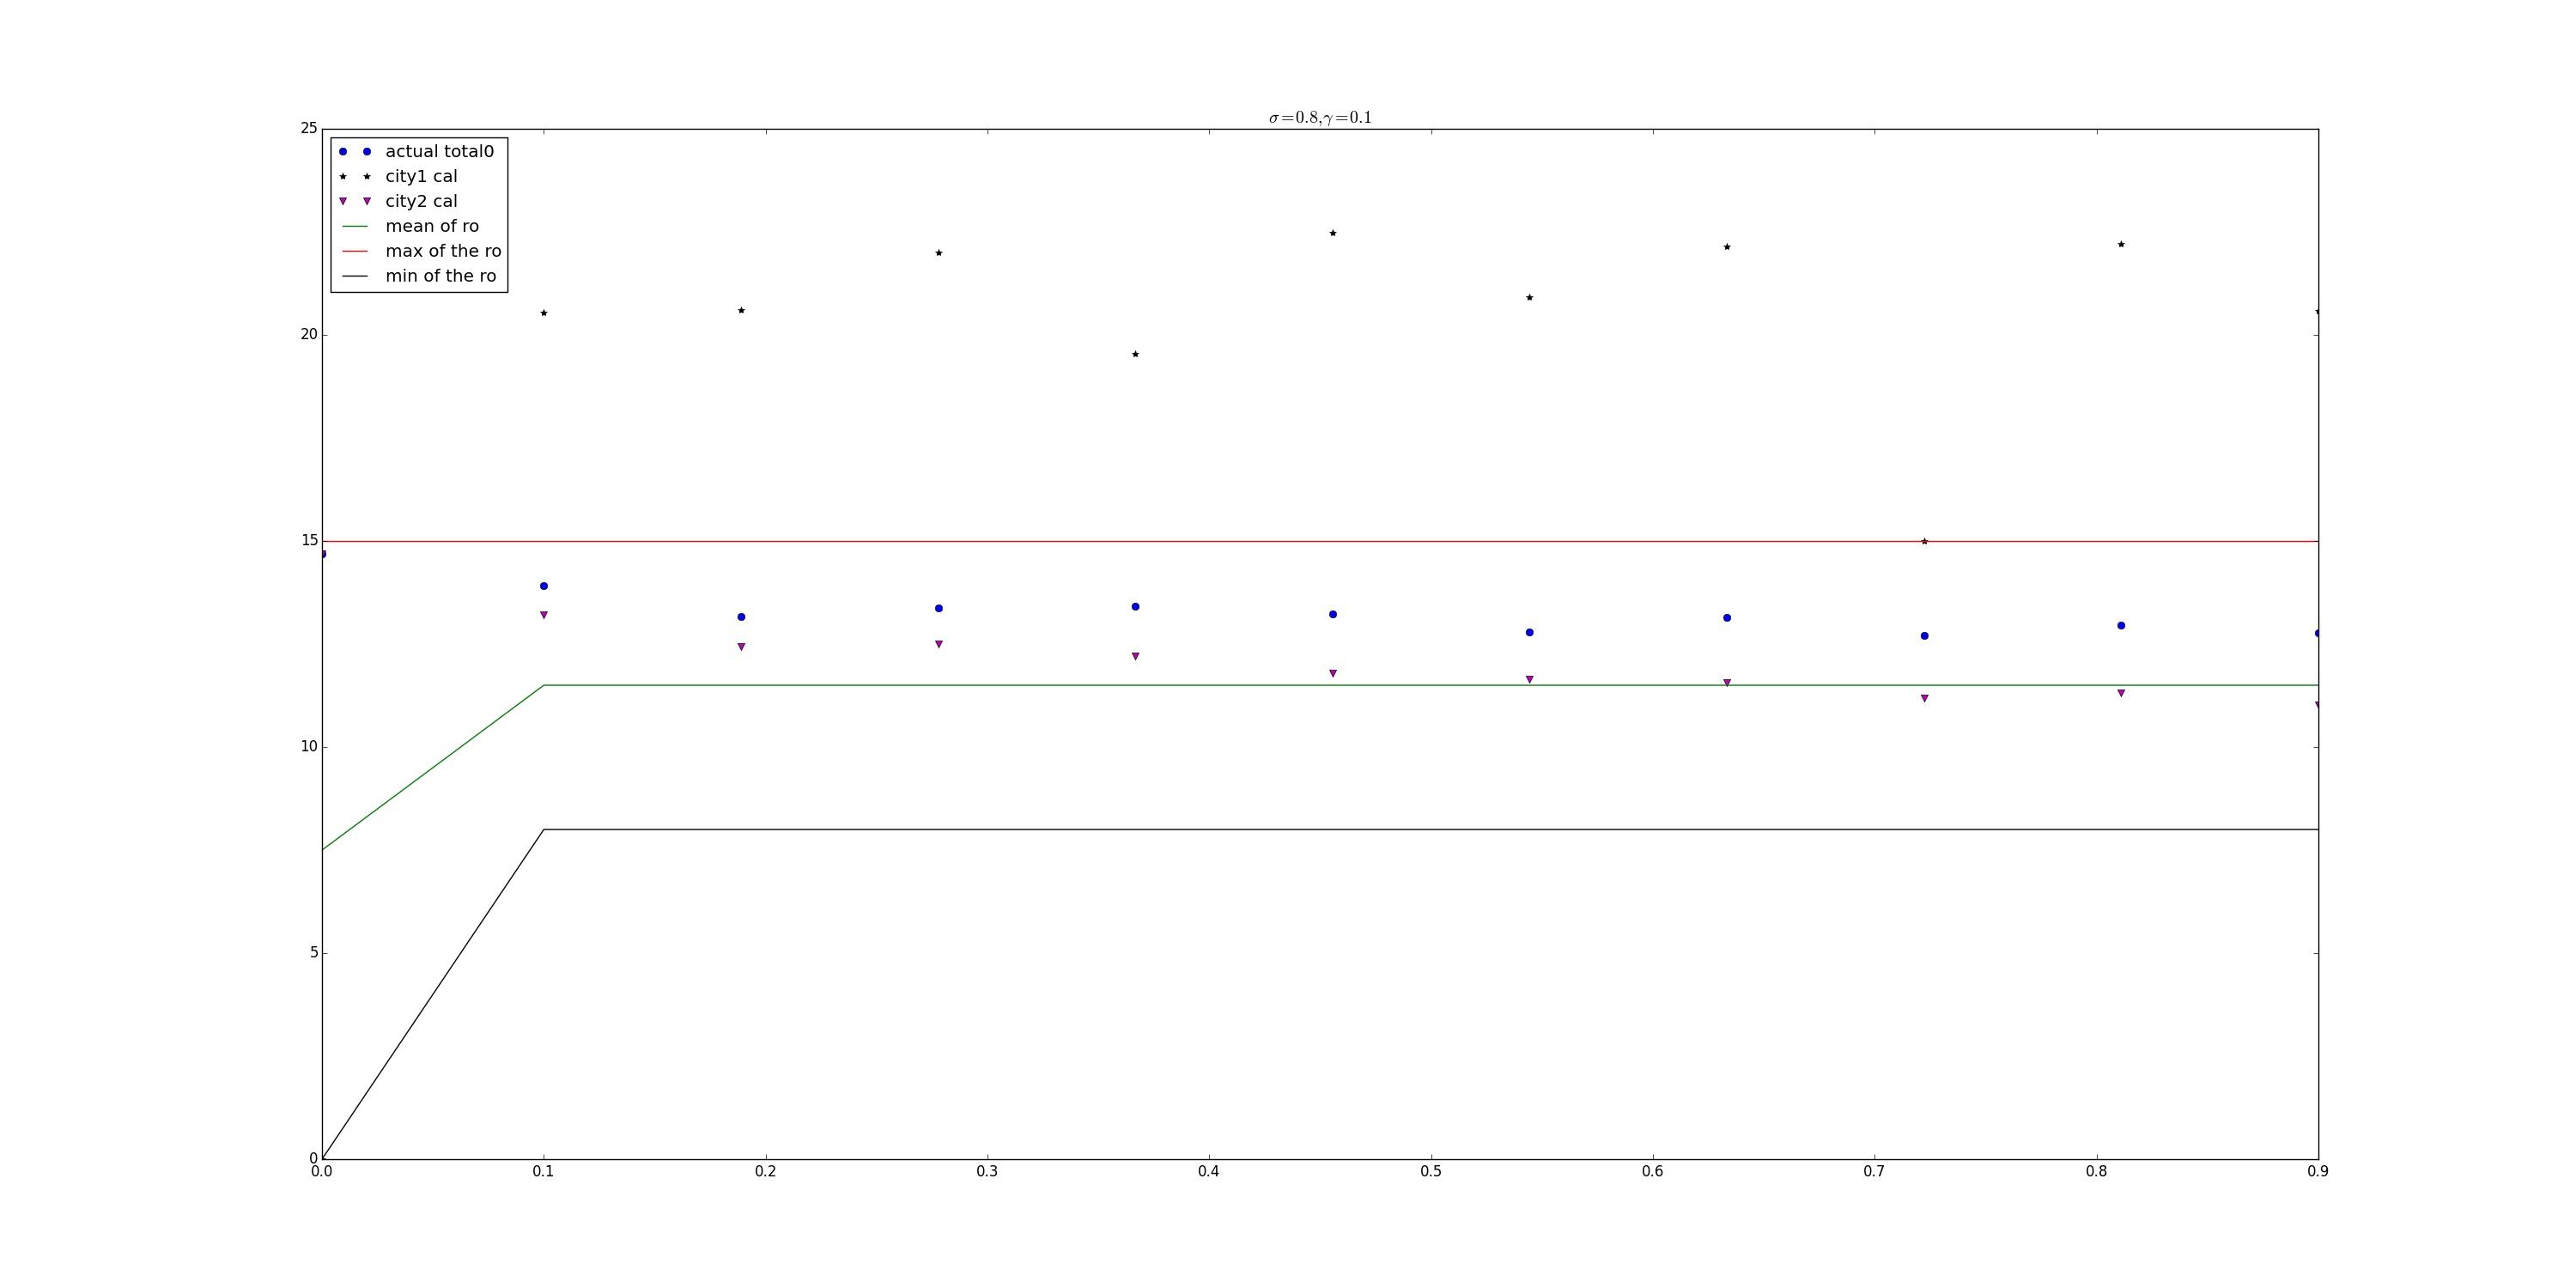 σ=0.8,γ=0.1
25
20
15
10
5
0
actual total0
city1 cal
city2 cal
mean of ro
max of the ro
min of the ro
0.0 0.1 0.2 0.3 0.4 0.5 0.6 0.7 0.8 0.9